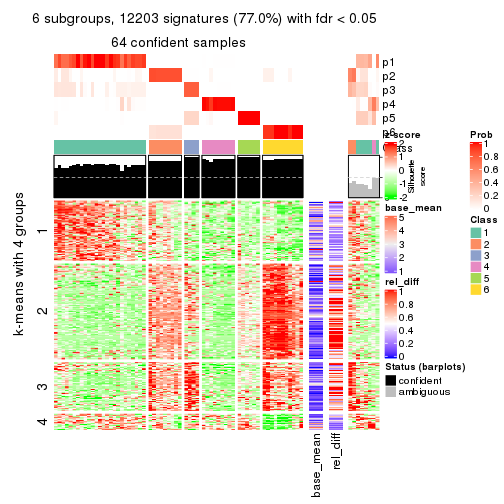 6 subgroups, 12203 signatures (77.0%) with fdr < 0.05
64 confident samples
p1
p2
p3
p4
p5
p6
Class
z-score
2
1
0
-1
-2
1
0.5
0
Silhouette
score
Prob
1
0.8
0.6
0.4
0.2
0
base_mean
5
4
3
2
1
Class
1
2
3
4
5
6
rel_diff
1
0.8
0.6
0.4
0.2
0
Status (barplots)
confident
ambiguous
k-means with 4 groups
1
2
3
4
base_mean
rel_diff